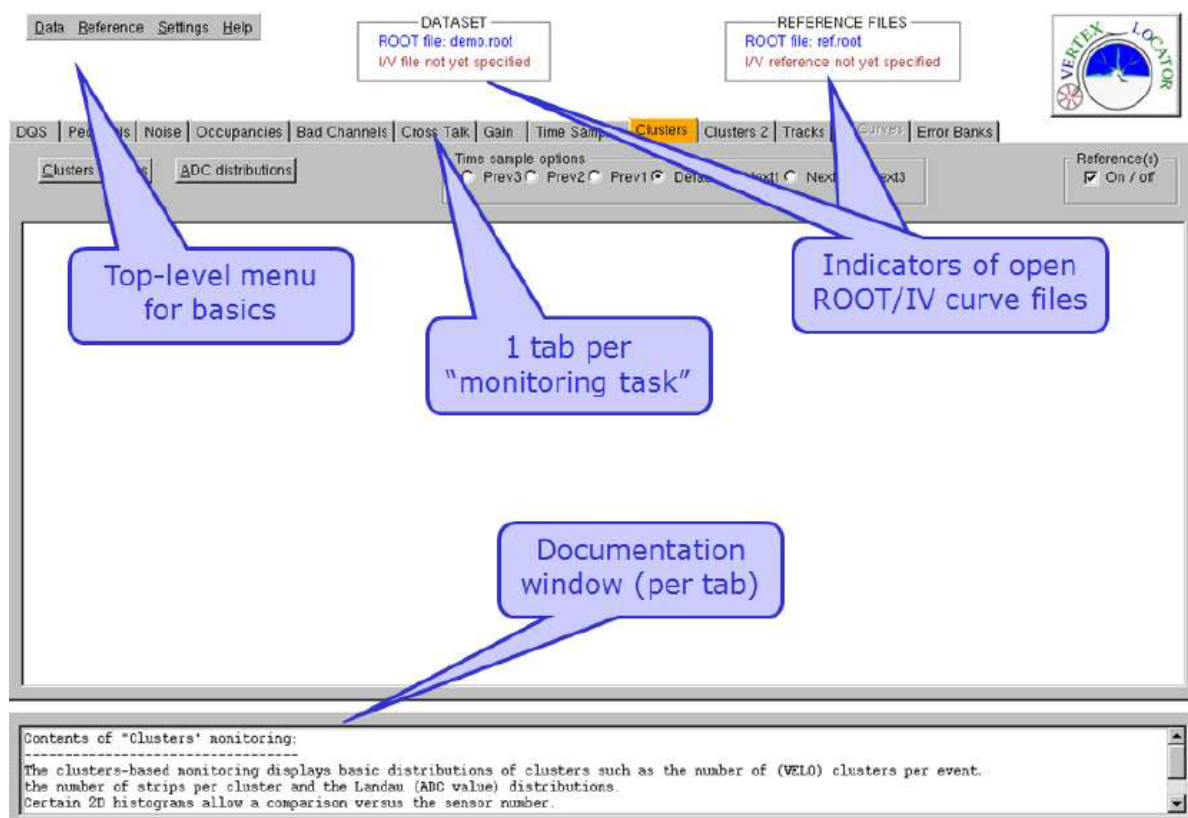 Data Reference Settings Help
DATASET
ROOT file: demo.root
I/V file not yet specified
REFERENCE FILES
ROOT file: ref.root
I/V reference not yet specified
VERTEX LOCATOR
DQS Noise Occupancies Bad Channels Cross Talk Gain Time Clusters Clusters 2 Tracks Curves Error Banks
Clusters ADC distributions
Time sample options
Prev3 Prev2 Prev1
Reference(s)
On / off
Top-level menu
for basics
Indicators of open
ROOT/IV curve files
1 tab per
“monitoring task”
Documentation
window (per tab)
Contents of "Clusters" monitoring:
----------------------------------
The clusters-based monitoring displays basic distributions of clusters such as the number of (VELO) clusters per event.
the number of strips per cluster and the Landau (ADC value) distributions.
Certain 2D histograms allow a comparison versus the sensor number.